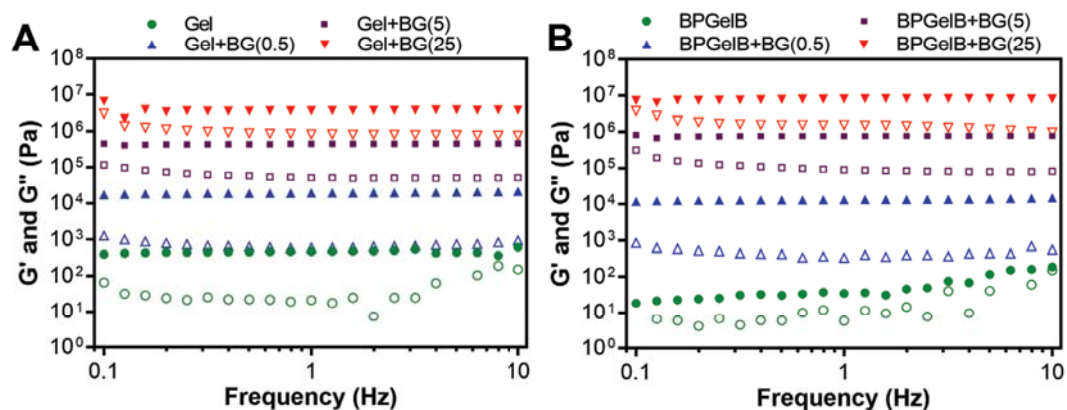 A
Gel
Gel+BG(5)
Gel+BG(0.5)
Gel+BG(25)
G' and G" (Pa)
10⁸
10⁷
10⁶
10⁵
10⁴
10³
10²
10¹
10⁰
0.1
1
10
Frequency (Hz)
B
BPGelB
BPGelB+BG(5)
BPGelB+BG(0.5)
BPGelB+BG(25)
G' and G" (Pa)
10⁸
10⁷
10⁶
10⁵
10⁴
10³
10²
10¹
10⁰
0.1
1
10
Frequency (Hz)